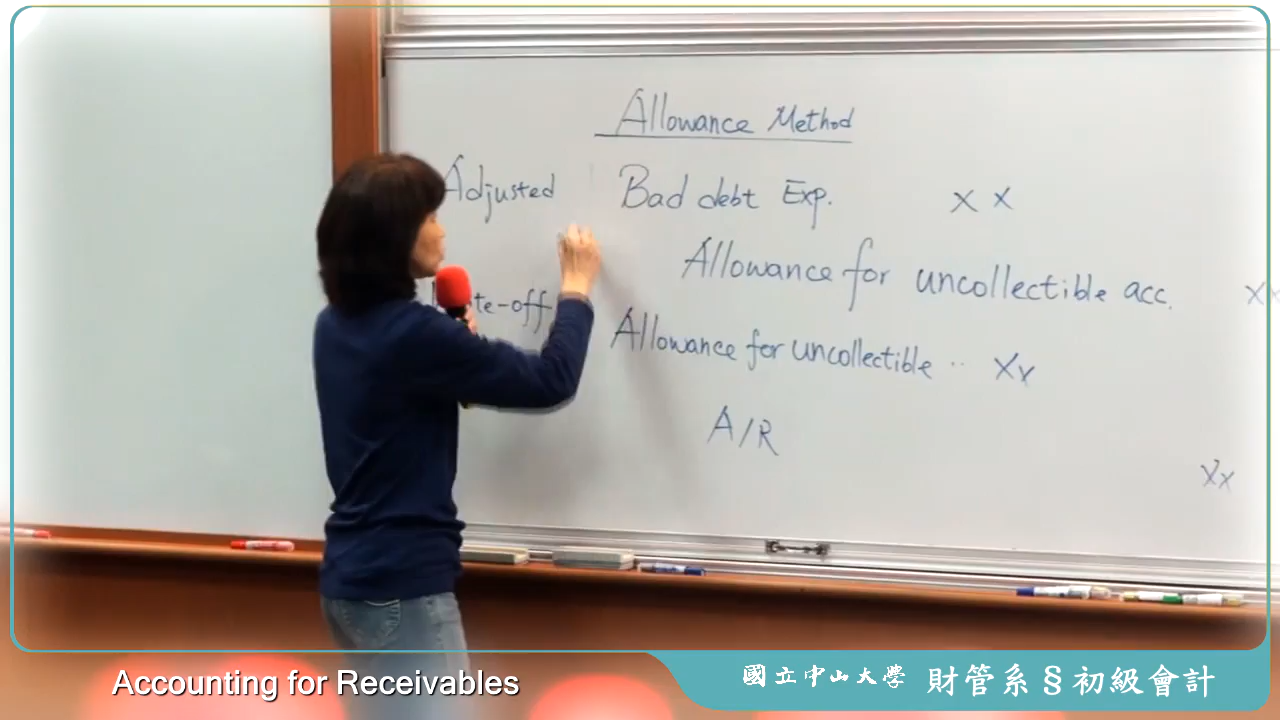 Allowance Method
Adjusted Bad debt Exp. x x
Allowance for uncollectible acc. xx
te-off Allowance for uncollectible .. Xx
A/R
Xx
Accounting for Receivables
國立中山大學 財管系§初級會計